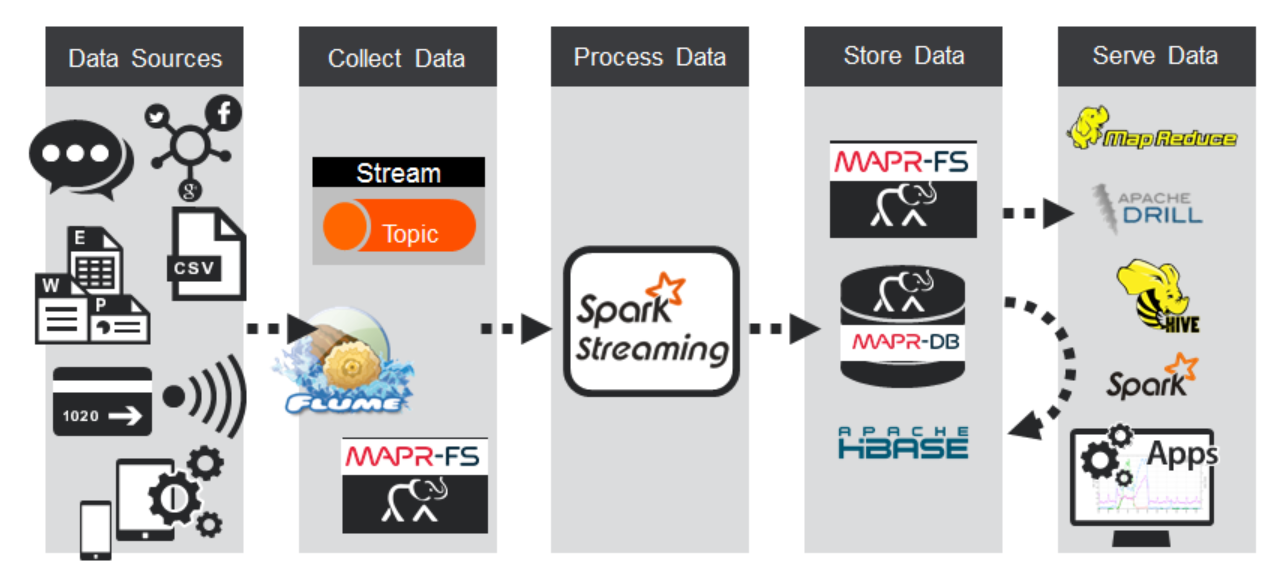 Data Sources
Collect Data
Process Data
Store Data
Serve Data
f
g+
E
W
P
CSV
1020
Stream
Topic
FLUME
MAPR-FS
Spark
Streaming
MAPR-FS
MAPR-DB
APACHE
HBASE
Map Reduce
APACHE
DRILL
HIVE
Spark
Apps